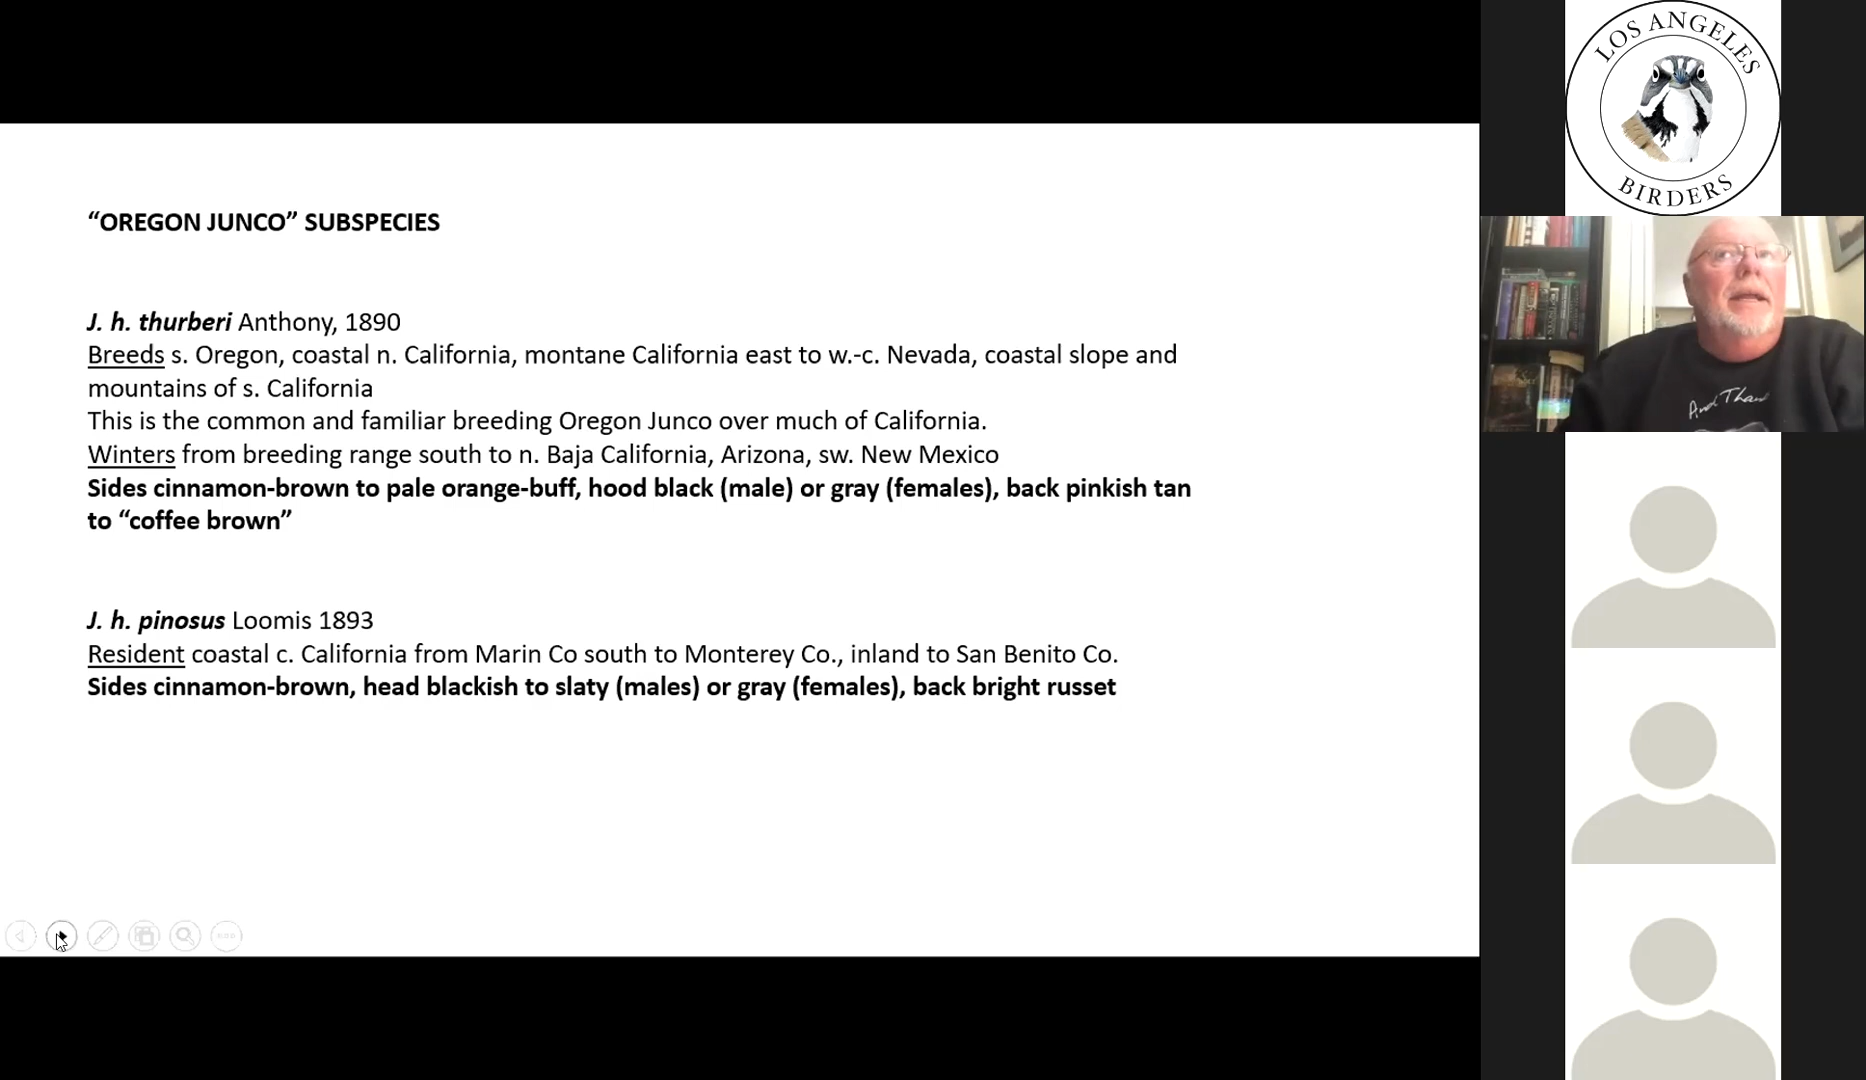 LOS ANGELES
BIRDERS
“OREGON JUNCO” SUBSPECIES
J. h. thurberi Anthony, 1890
Breeds s. Oregon, coastal n. California, montane California east to w.-c. Nevada, coastal slope and
mountains of s. California
This is the common and familiar breeding Oregon Junco over much of California.
Winters from breeding range south to n. Baja California, Arizona, sw. New Mexico
Sides cinnamon-brown to pale orange-buff, hood black (male) or gray (females), back pinkish tan
to “coffee brown”
J. h. pinosus Loomis 1893
Resident coastal c. California from Marin Co south to Monterey Co., inland to San Benito Co.
Sides cinnamon-brown, head blackish to slaty (males) or gray (females), back bright russet
And